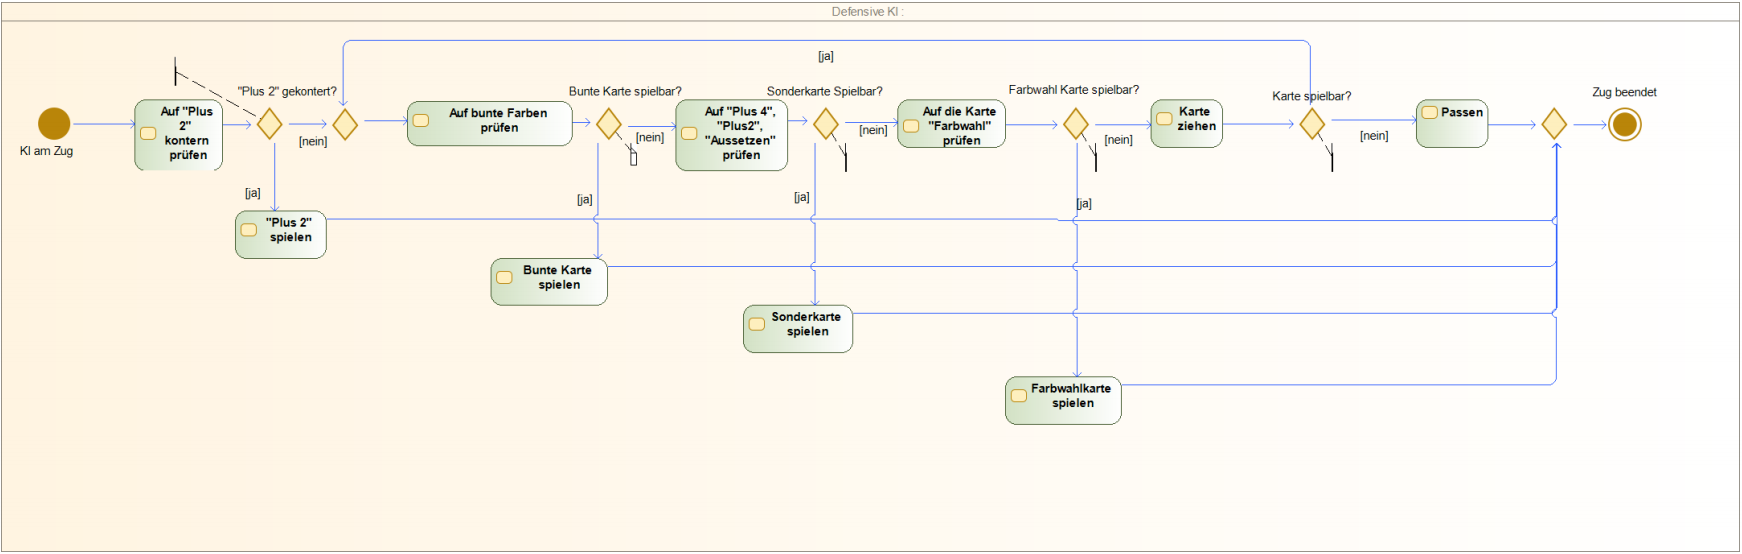 Defensive KI :
[ja]
"Plus 2" gekontert?
Bunte Karte spielbar?
Sonderkarte Spielbar?
Farbwahl Karte spielbar?
Karte spielbar?
Zug beendet
KI am Zug
Auf "Plus
2"
kontern
prüfen
[nein]
Auf bunte Farben
prüfen
[nein]
Auf "Plus 4",
"Plus2",
"Aussetzen"
prüfen
[nein]
Auf die Karte
"Farbwahl"
prüfen
[nein]
Karte
ziehen
[nein]
Passen
[ja]
[ja]
[ja]
[ja]
"Plus 2"
spielen
Bunte Karte
spielen
Sonderkarte
spielen
Farbwahlkarte
spielen